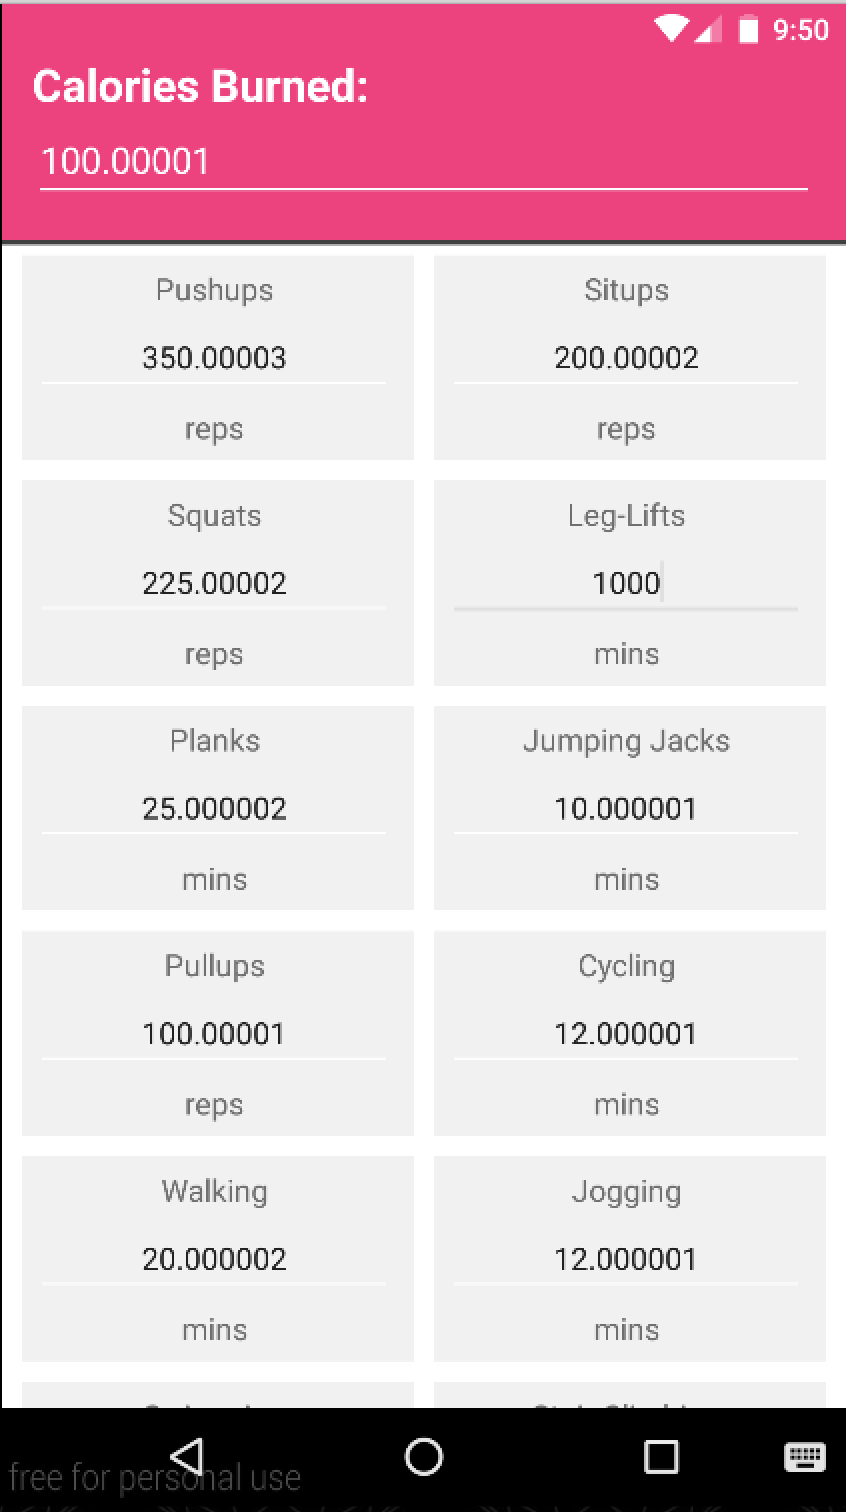 9:50
Calories Burned:
100.00001
Pushups
350.00003
reps
Situps
200.00002
reps
Squats
225.00002
reps
Leg-Lifts
1000
mins
Planks
25.000002
mins
Jumping Jacks
10.000001
mins
Pullups
100.00001
reps
Cycling
12.000001
mins
Walking
20.000002
mins
Jogging
12.000001
mins
free for personal use